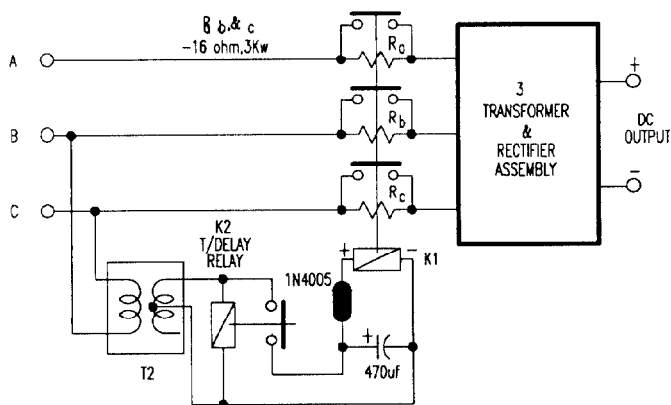 R b,& c
-16 ohm,3Kw
A
Ra
B
Rb
C
Rc
3
TRANSFORMER
&
RECTIFIER
ASSEMBLY
+
DC
OUTPUT
−
K2
T/DELAY
RELAY
1N4005
+
−
K1
T2
+
470uf